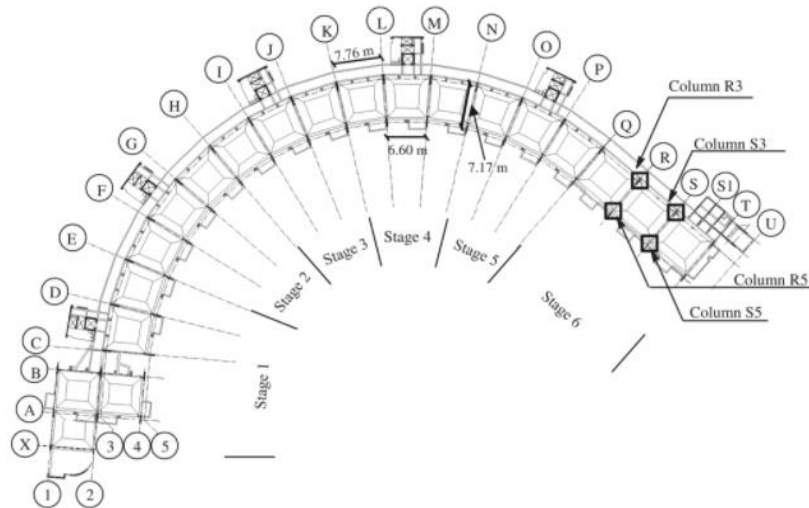 L
M
K
N
7.76 m
J
O
I
P
Column R3
H
Q
R
Column S3
G
6.60 m
7.17 m
S
S1
T
U
F
Stage 3
Stage 4
Stage 5
E
Stage 2
Column R5
D
Stage 6
Column S5
C
Stage 1
B
A
X
3
4
5
1
2